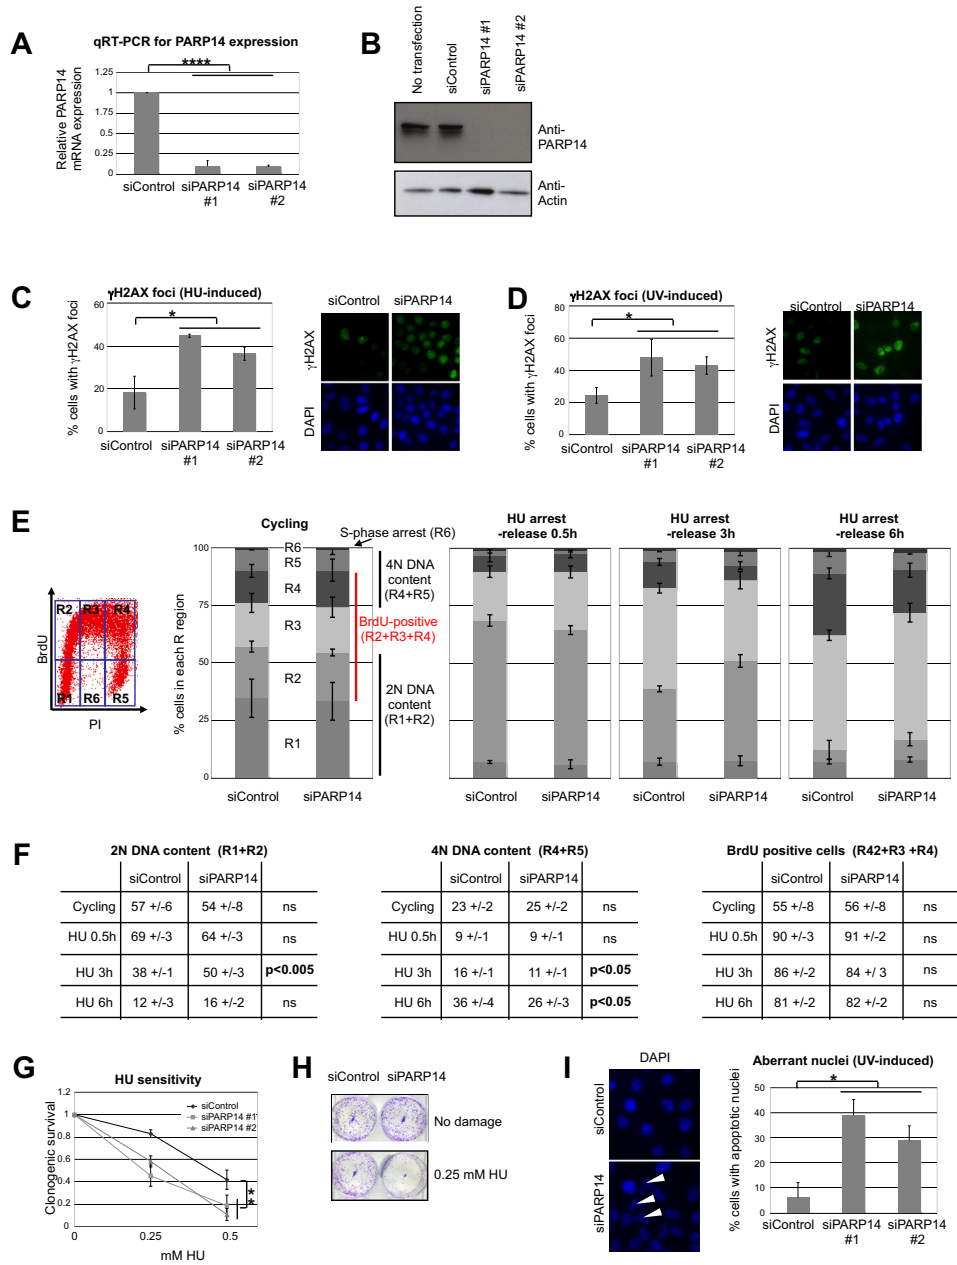 A
qRT-PCR for PARP14 expression
****
Relative PARP14
mRNA expression
1.25
1
0.75
0.5
0.25
0
siControl siPARP14 siPARP14
#1 #2
B
No transfection
siControl
siPARP14 #1
siPARP14 #2
Anti-
PARP14
Anti-
Actin
C
γH2AX foci (HU-induced)
*
% cells with γH2AX foci
60
40
20
0
siControl siPARP14 siPARP14
#1 #2
siControl siPARP14
γH2AX
DAPI
D
γH2AX foci (UV-induced)
*
% cells with γH2AX foci
80
60
40
20
0
siControl siPARP14 siPARP14
#1 #2
siControl siPARP14
γH2AX
DAPI
E
BrdU
R2 R3 R4
R1 R6 R5
PI
Cycling
S-phase arrest (R6)
% cells in each R region
100
75
50
25
0
R6
R5
R4
R3
R2
R1
4N DNA
content
(R4+R5)
BrdU-positive
(R2+R3+R4)
2N DNA
content
(R1+R2)
siControl siPARP14
HU arrest
-release 0.5h
siControl siPARP14
HU arrest
-release 3h
siControl siPARP14
HU arrest
-release 6h
siControl siPARP14
F
2N DNA content (R1+R2)
siControl siPARP14
Cycling 57 +/-6 54 +/-8 ns
HU 0.5h 69 +/-3 64 +/-3 ns
HU 3h 38 +/-1 50 +/-3 p<0.005
HU 6h 12 +/-3 16 +/-2 ns
4N DNA content (R4+R5)
siControl siPARP14
Cycling 23 +/-2 25 +/-2 ns
HU 0.5h 9 +/-1 9 +/-1 ns
HU 3h 16 +/-1 11 +/-1 p<0.05
HU 6h 36 +/-4 26 +/-3 p<0.05
BrdU positive cells (R42+R3 +R4)
siControl siPARP14
Cycling 55 +/-8 56 +/-8 ns
HU 0.5h 90 +/-3 91 +/-2 ns
HU 3h 86 +/-2 84 +/ 3 ns
HU 6h 81 +/-2 82 +/-2 ns
G
HU sensitivity
Clonogenic survival
1.2
1
0.8
0.6
0.4
0.2
0
siControl
siPARP14 #1
siPARP14 #2
**
0 0.25 0.5
mM HU
H
siControl siPARP14
No damage
0.25 mM HU
I
DAPI
siControl
siPARP14
Aberrant nuclei (UV-induced)
*
% cells with apoptotic nuclei
50
40
30
20
10
0
siControl siPARP14 siPARP14
#1 #2